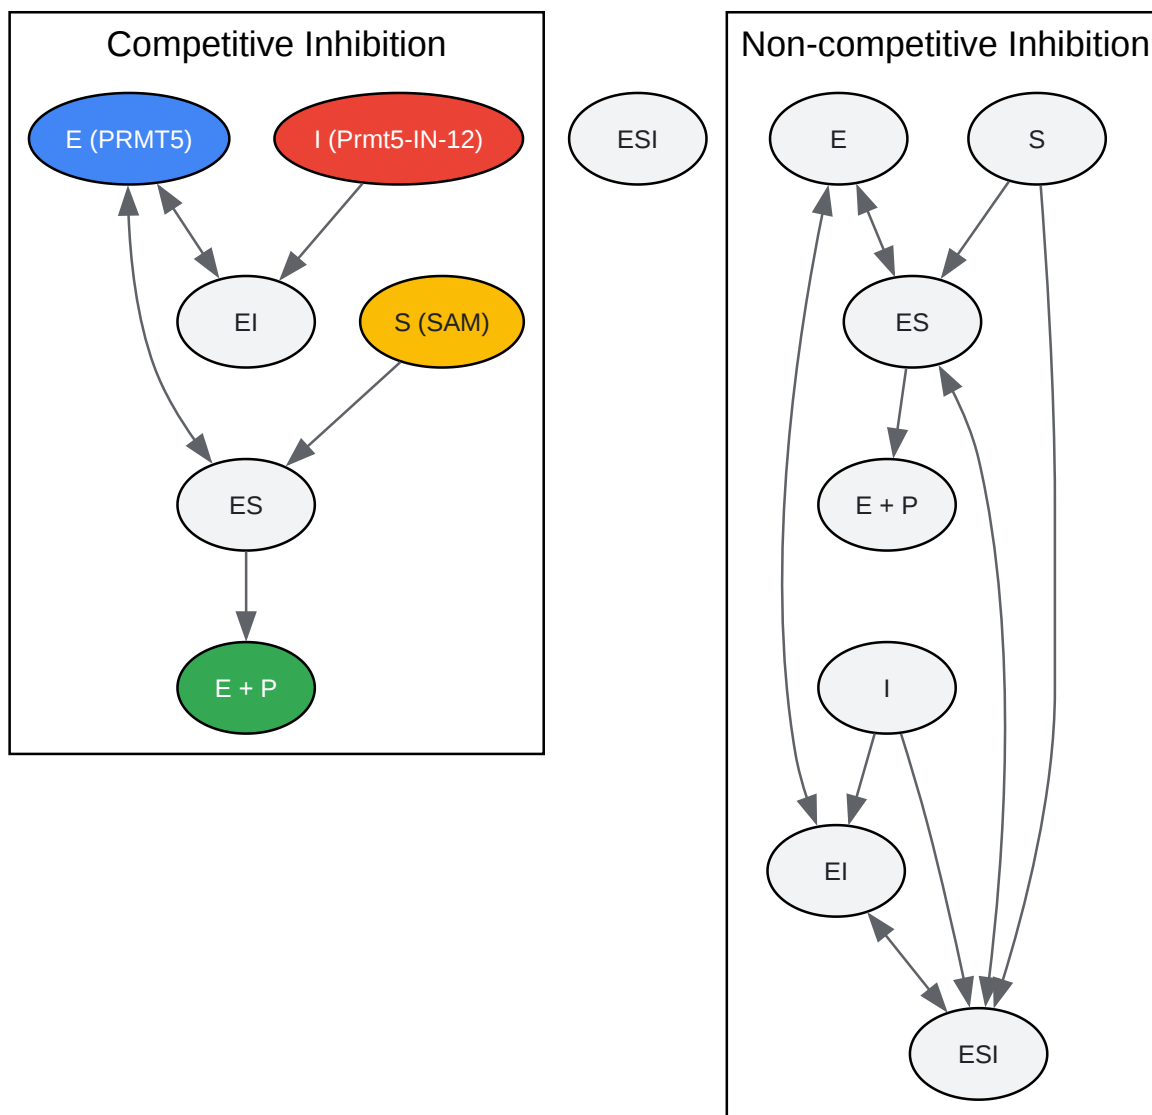 Competitive Inhibition
E (PRMT5)
I (Prmt5-IN-12)
EI
S (SAM)
ES
E + P
ESI
Non-competitive Inhibition
E
S
ES
E + P
I
EI
ESI